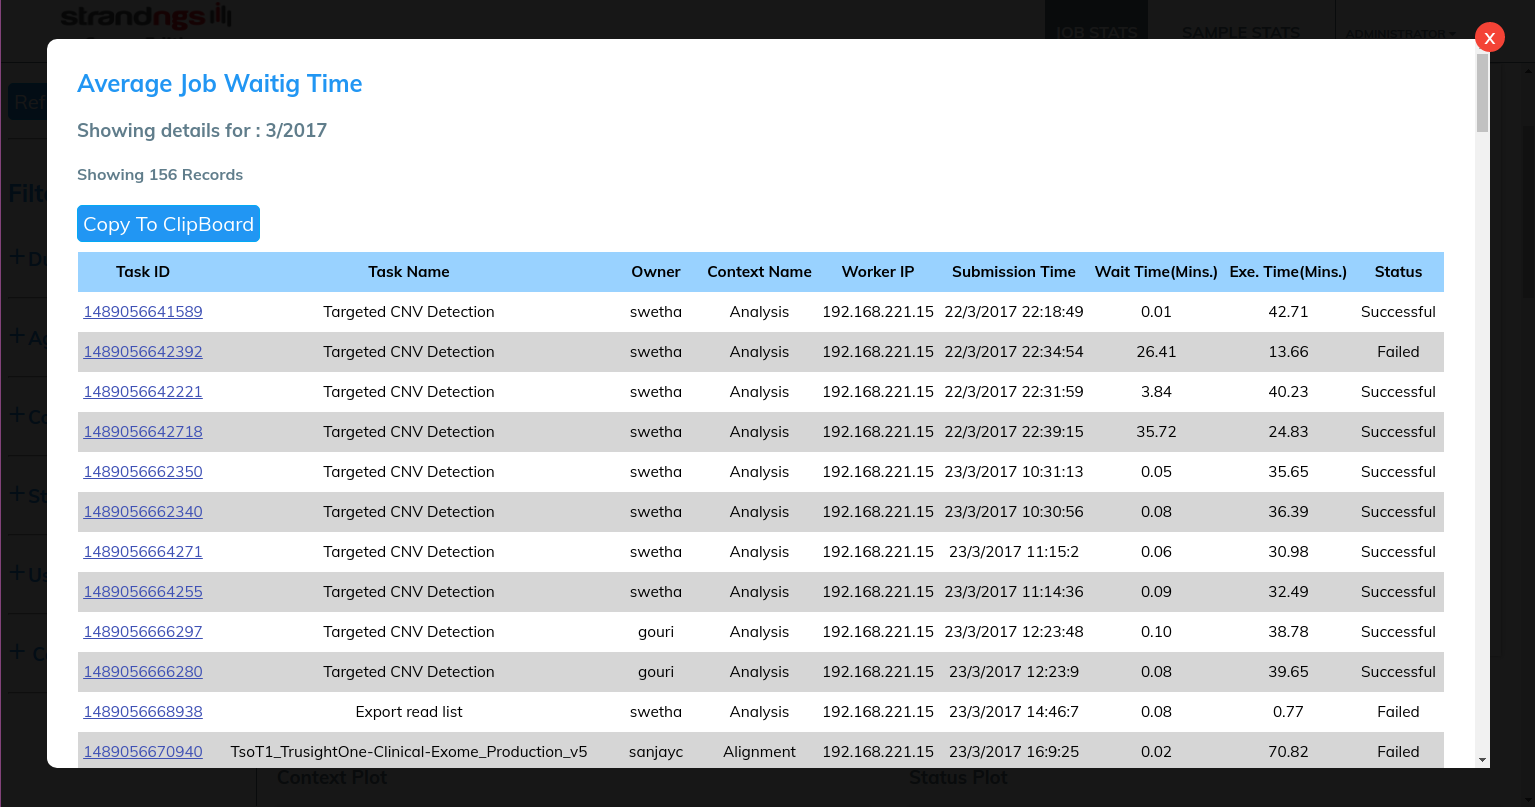 strandngs
JOB STATS SAMPLE STATS ADMINISTRATOR
X
Average Job Waitig Time
Showing details for : 3/2017
Showing 156 Records
Copy To ClipBoard
Task ID Task Name Owner Context Name Worker IP Submission Time Wait Time(Mins.) Exe. Time(Mins.) Status
1489056641589 Targeted CNV Detection swetha Analysis 192.168.221.15 22/3/2017 22:18:49 0.01 42.71 Successful
1489056642392 Targeted CNV Detection swetha Analysis 192.168.221.15 22/3/2017 22:34:54 26.41 13.66 Failed
1489056642221 Targeted CNV Detection swetha Analysis 192.168.221.15 22/3/2017 22:31:59 3.84 40.23 Successful
1489056642718 Targeted CNV Detection swetha Analysis 192.168.221.15 22/3/2017 22:39:15 35.72 24.83 Successful
1489056662350 Targeted CNV Detection swetha Analysis 192.168.221.15 23/3/2017 10:31:13 0.05 35.65 Successful
1489056662340 Targeted CNV Detection swetha Analysis 192.168.221.15 23/3/2017 10:30:56 0.08 36.39 Successful
1489056664271 Targeted CNV Detection swetha Analysis 192.168.221.15 23/3/2017 11:15:2 0.06 30.98 Successful
1489056664255 Targeted CNV Detection swetha Analysis 192.168.221.15 23/3/2017 11:14:36 0.09 32.49 Successful
1489056666297 Targeted CNV Detection gouri Analysis 192.168.221.15 23/3/2017 12:23:48 0.10 38.78 Successful
1489056666280 Targeted CNV Detection gouri Analysis 192.168.221.15 23/3/2017 12:23:9 0.08 39.65 Successful
1489056668938 Export read list swetha Analysis 192.168.221.15 23/3/2017 14:46:7 0.08 0.77 Failed
1489056670940 TsoT1_TrusightOne-Clinical-Exome_Production_v5 sanjayc Alignment 192.168.221.15 23/3/2017 16:9:25 0.02 70.82 Failed
Context Plot Status Plot